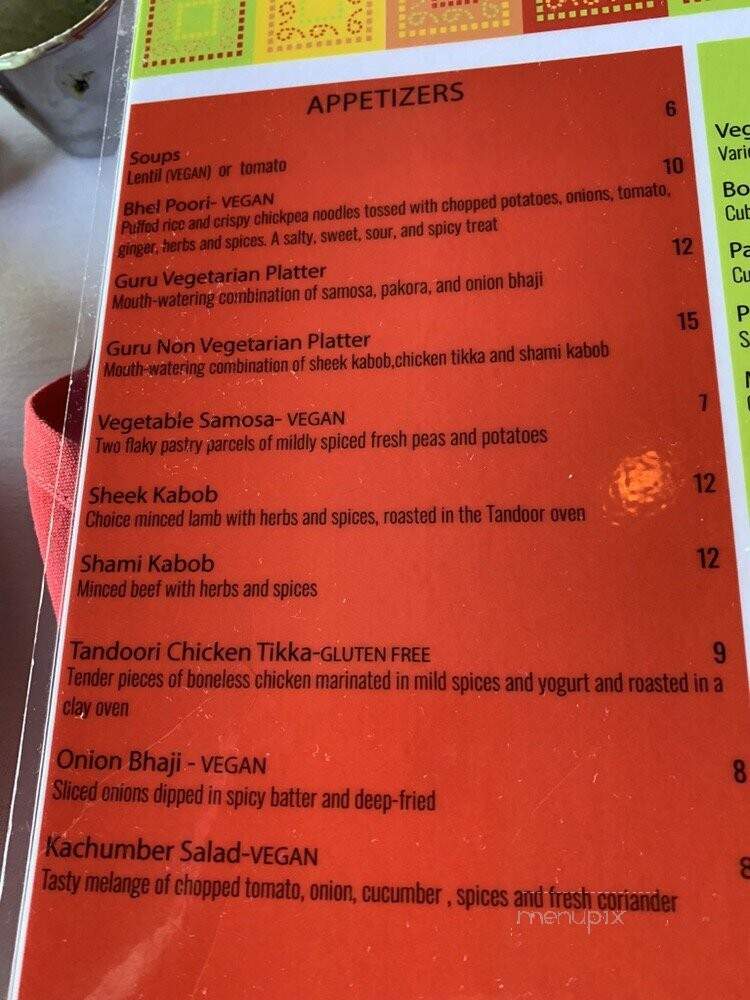 APPETIZERS
Soups 6
Lentil (VEGAN) or tomato
Bhel Poori- VEGAN 10
Puffod rice and crispy chickpea noodles tossed with chopped potatoes, onions, tomato,
ginger, herbs and spices. A salty, sweet, sour, and spicy treat
Guru Vegetarian Platter 12
Mouth-watering combination of samosa, pakora, and onion bhaji
Guru Non Vegetarian Platter 15
Mouth-watering combination of sheek kabob,chicken tikka and shami kabob
Vegetable Samosa- VEGAN 7
Two flaky pastry parcels of mildly spiced fresh peas and potatoes
Sheek Kabob 12
Choice minced lamb with herbs and spices, roasted in the Tandoor oven
Shami Kabob 12
Minced beef with herbs and spices
Tandoori Chicken Tikka-GLUTEN FREE 9
Tender pieces of boneless chicken marinated in mild spices and yogurt and roasted in a
clay oven
Onion Bhaji - VEGAN 8
Sliced onions dipped in spicy batter and deep-fried
Kachumber Salad-VEGAN 8
Tasty melange of chopped tomato, onion, cucumber , spices and fresh coriander
menupix